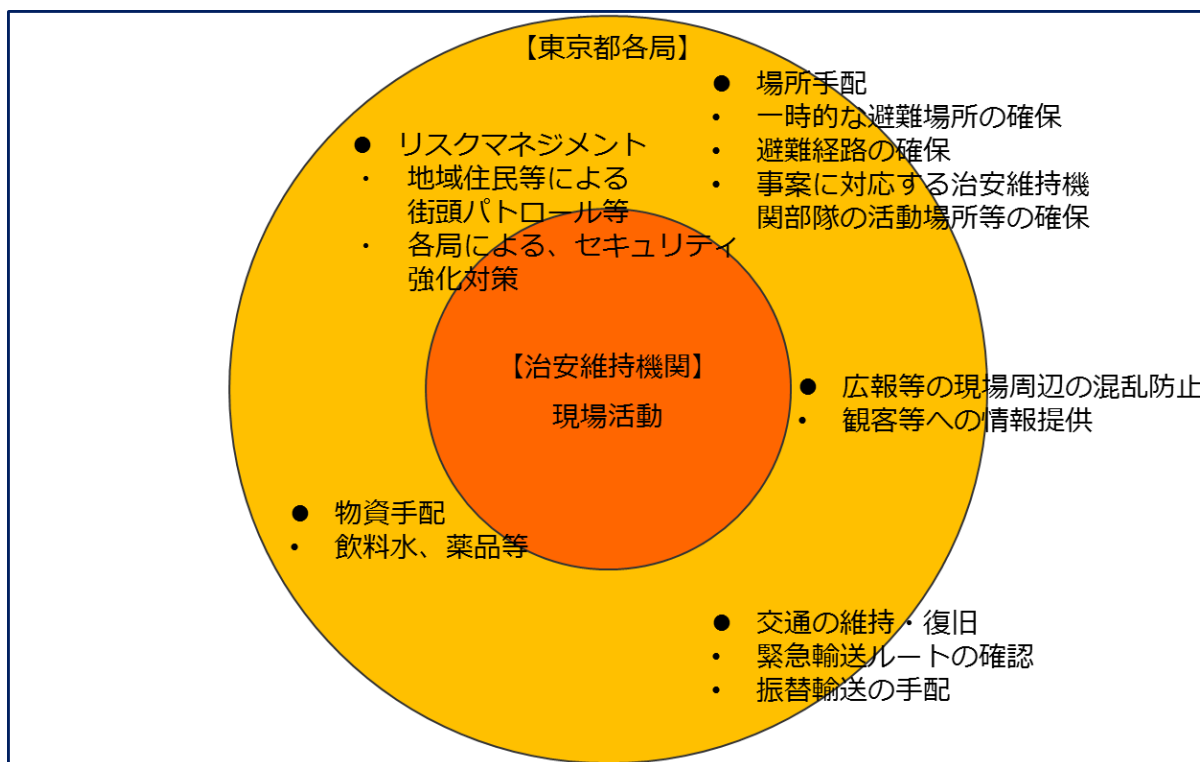 【東京都各局】
● 場所手配
・ 一時的な避難場所の確保
・ 避難経路の確保
・ 事案に対応する治安維持機
関部隊の活動場所等の確保
● リスクマネジメント
・ 地域住民等による
街頭パトロール等
・ 各局による、セキュリティ
強化対策
【治安維持機関】
現場活動
● 広報等の現場周辺の混乱防止
・ 観客等への情報提供
● 物資手配
・ 飲料水、薬品等
● 交通の維持・復旧
・ 緊急輸送ルートの確認
・ 振替輸送の手配